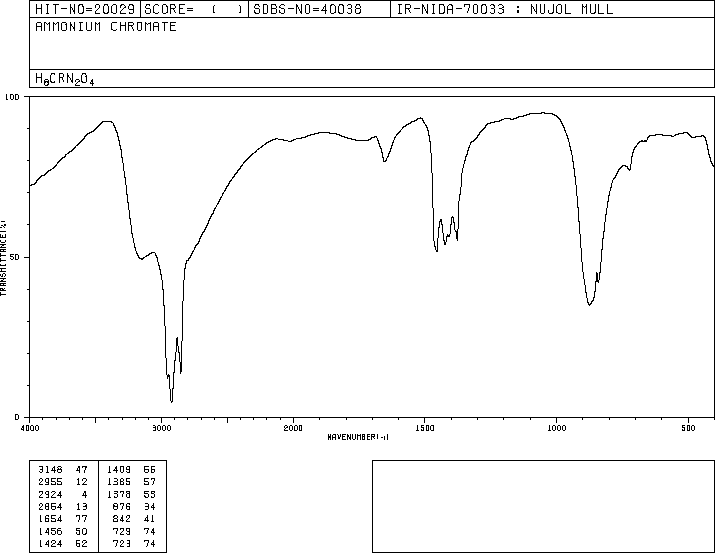 HIT-NO=20029 SCORE= ( ) SDBS-NO=40038 IR-NIDA-70033 : NUJOL MULL
AMMONIUM CHROMATE
H8CRN2O4
100
50
0
TRANSMITTANCE(%)
4000 3000 2000 1500 1000 500
WAVENUMBER(-1)
3148 47 1409 55
2955 12 1385 57
2924 4 1378 55
2854 13 876 34
1654 77 842 41
1456 50 729 74
1424 52 723 74